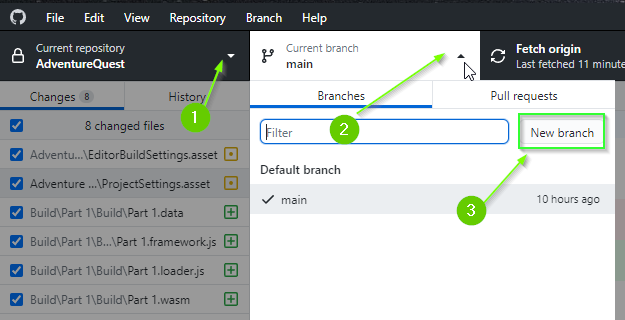 File Edit View Repository Branch Help
Current repository
AdventureQuest
Current branch
main
Fetch origin
Last fetched 11 minute
Changes 8
History
Branches
Pull requests
1
2
8 changed files
Filter
New branch
Adventu...\EditorBuildSettings.asset
Default branch
Adventure ...\ProjectSettings.asset
main
10 hours ago
3
Build\Part 1\Build\Part 1.data
Build\Part 1\B...\Part 1.framework.js
Build\Part 1\Build\Part 1.loader.js
Build\Part 1\Build\Part 1.wasm